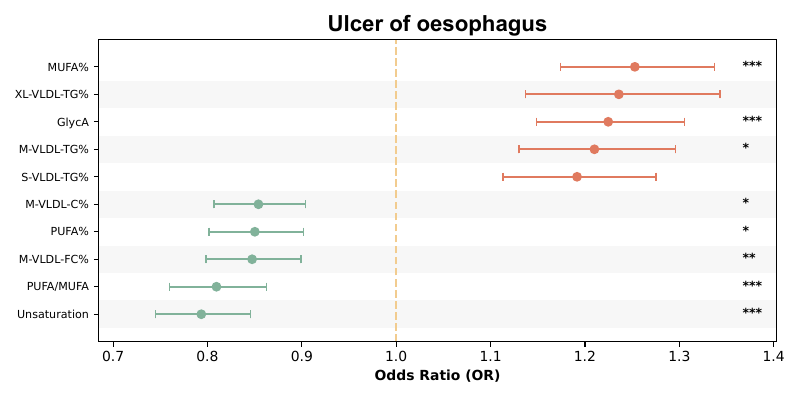 Ulcer of oesophagus
MUFA% ***
XL-VLDL-TG%
GlycA ***
M-VLDL-TG% *
S-VLDL-TG%
M-VLDL-C% *
PUFA% *
M-VLDL-FC% **
PUFA/MUFA ***
Unsaturation ***
0.7 0.8 0.9 1.0 1.1 1.2 1.3 1.4
Odds Ratio (OR)